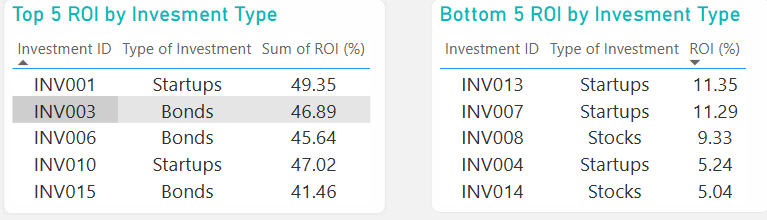 Top 5 ROI by Invesment Type
Investment ID Type of Investment Sum of ROI (%)
INV001 Startups 49.35
INV003 Bonds 46.89
INV006 Bonds 45.64
INV010 Startups 47.02
INV015 Bonds 41.46
Bottom 5 ROI by Invesment Type
Investment ID Type of Investment ROI (%)
INV013 Startups 11.35
INV007 Startups 11.29
INV008 Stocks 9.33
INV004 Startups 5.24
INV014 Stocks 5.04